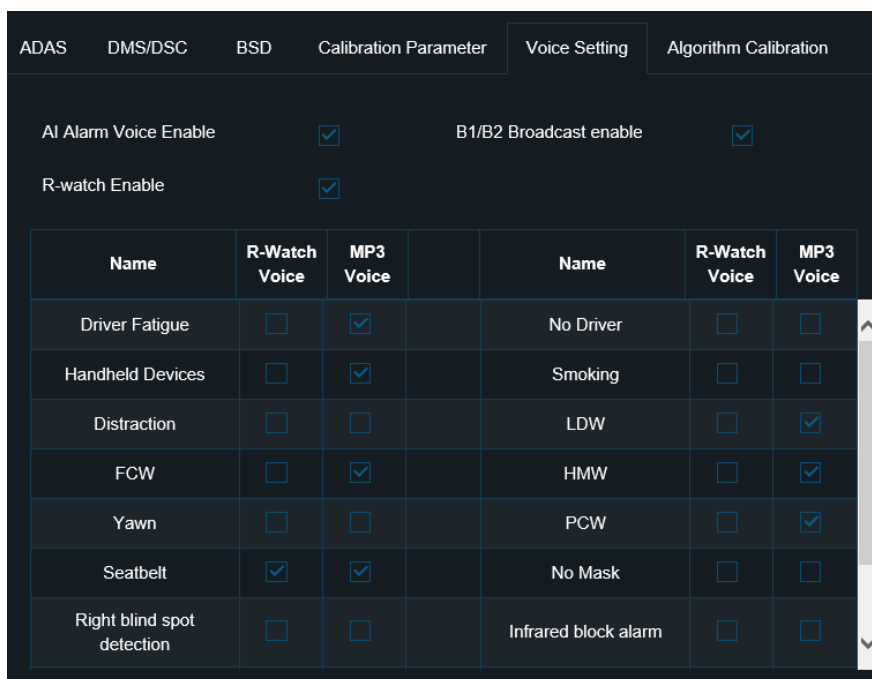 ADAS DMS/DSC BSD Calibration Parameter Voice Setting Algorithm Calibration
AI Alarm Voice Enable B1/B2 Broadcast enable
R-watch Enable
Name R-Watch Voice MP3 Voice Name R-Watch Voice MP3 Voice
Driver Fatigue No Driver
Handheld Devices Smoking
Distraction LDW
FCW HMW
Yawn PCW
Seatbelt No Mask
Right blind spot detection Infrared block alarm